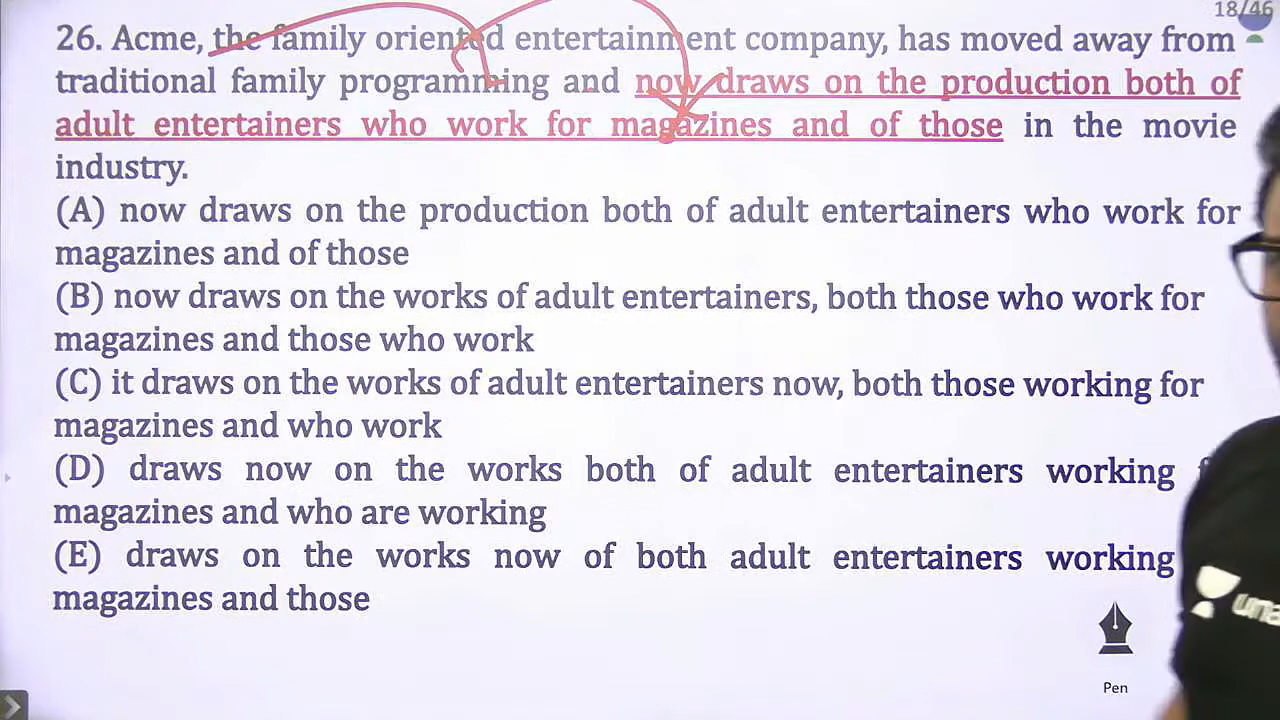 18/46
26. Acme, the family oriented entertainment company, has moved away from
traditional family programming and now draws on the production both of
adult entertainers who work for magazines and of those in the movie
industry.
(A) now draws on the production both of adult entertainers who work for
magazines and of those
(B) now draws on the works of adult entertainers, both those who work for
magazines and those who work
(C) it draws on the works of adult entertainers now, both those working for
magazines and who work
(D) draws now on the works both of adult entertainers working
magazines and who are working
(E) draws on the works now of both adult entertainers working
magazines and those
Pen